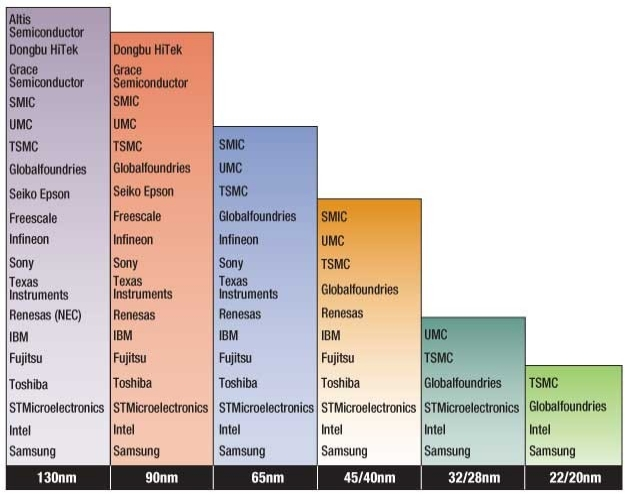 Altis
Semiconductor
Dongbu HiTek
Grace
Semiconductor
SMIC
UMC
TSMC
Globalfoundries
Seiko Epson
Freescale
Infineon
Sony
Texas
Instruments
Renesas (NEC)
IBM
Fujitsu
Toshiba
STMicroelectronics
Intel
Samsung
130nm
Dongbu HiTek
Grace
Semiconductor
SMIC
UMC
TSMC
Globalfoundries
Seiko Epson
Freescale
Infineon
Sony
Texas
Instruments
Renesas
IBM
Fujitsu
Toshiba
STMicroelectronics
Intel
Samsung
90nm
SMIC
UMC
TSMC
Globalfoundries
Infineon
Sony
Texas
Instruments
Renesas
IBM
Fujitsu
Toshiba
STMicroelectronics
Intel
Samsung
65nm
SMIC
UMC
TSMC
Globalfoundries
Renesas
IBM
Fujitsu
Toshiba
STMicroelectronics
Intel
Samsung
45/40nm
UMC
TSMC
Globalfoundries
STMicroelectronics
Intel
Samsung
32/28nm
TSMC
Globalfoundries
Intel
Samsung
22/20nm